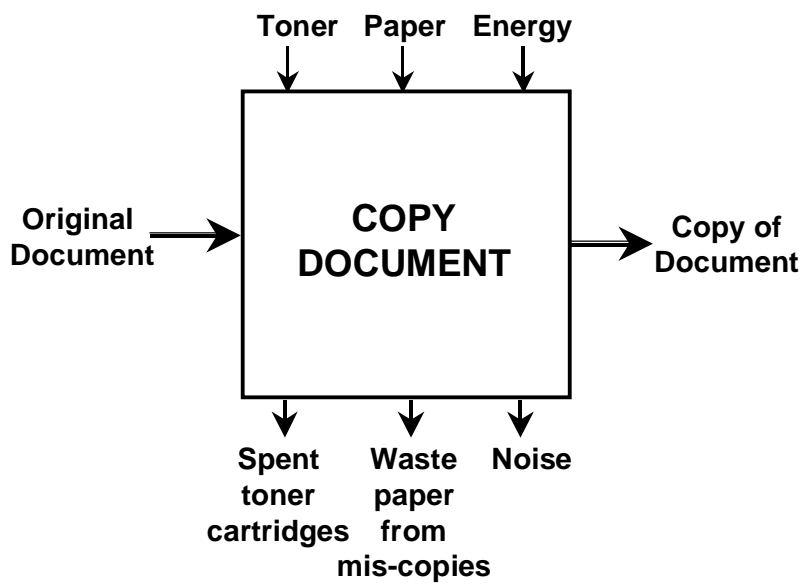 Toner Paper Energy
Original
Document
COPY
DOCUMENT
Copy of
Document
Spent
toner
cartridges
Waste
paper
from
mis-copies
Noise